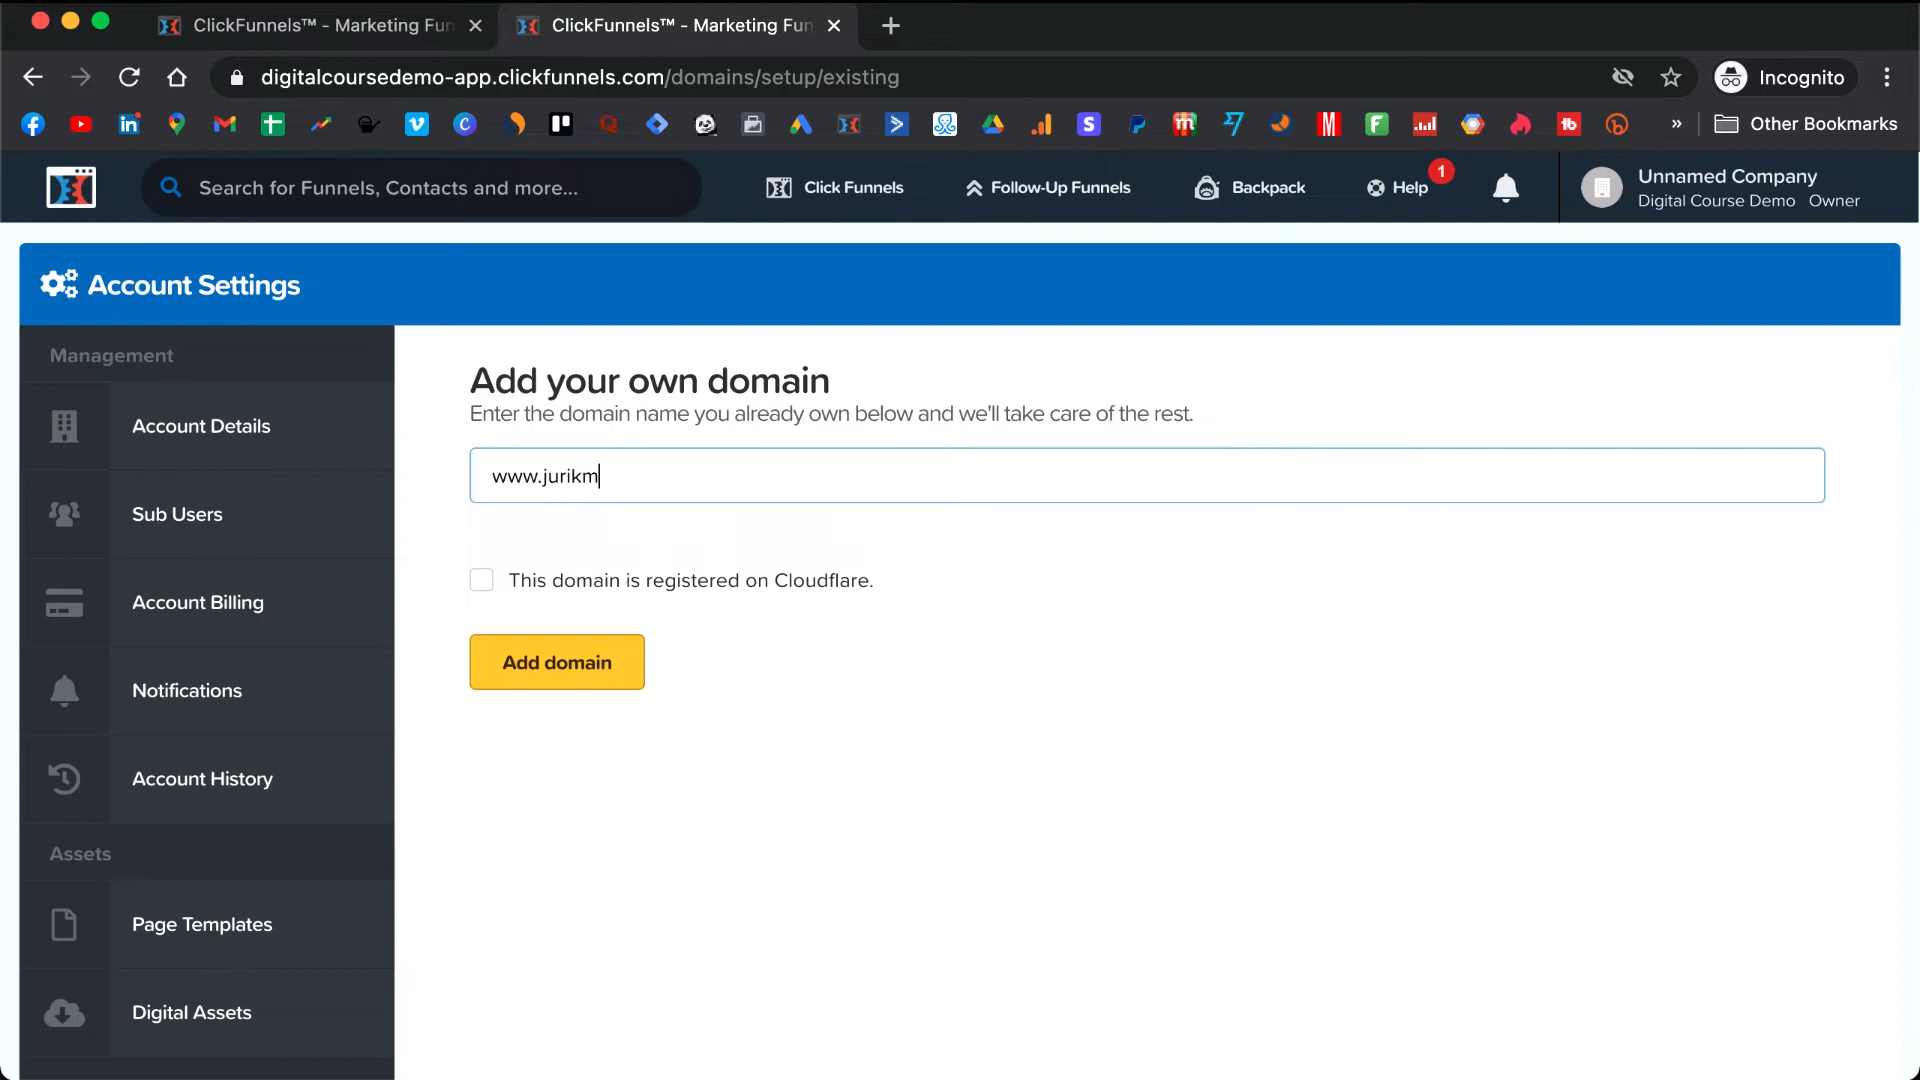 ClickFunnels™ - Marketing Fun
ClickFunnels™ - Marketing Fun
digitalcoursedemo-app.clickfunnels.com/domains/setup/existing
Incognito
Other Bookmarks
Search for Funnels, Contacts and more...
Click Funnels
Follow-Up Funnels
Backpack
Help
1
Unnamed Company
Digital Course Demo Owner
Account Settings
Management
Account Details
Sub Users
Account Billing
Notifications
Account History
Assets
Page Templates
Digital Assets
Add your own domain
Enter the domain name you already own below and we'll take care of the rest.
www.jurikm
This domain is registered on Cloudflare.
Add domain